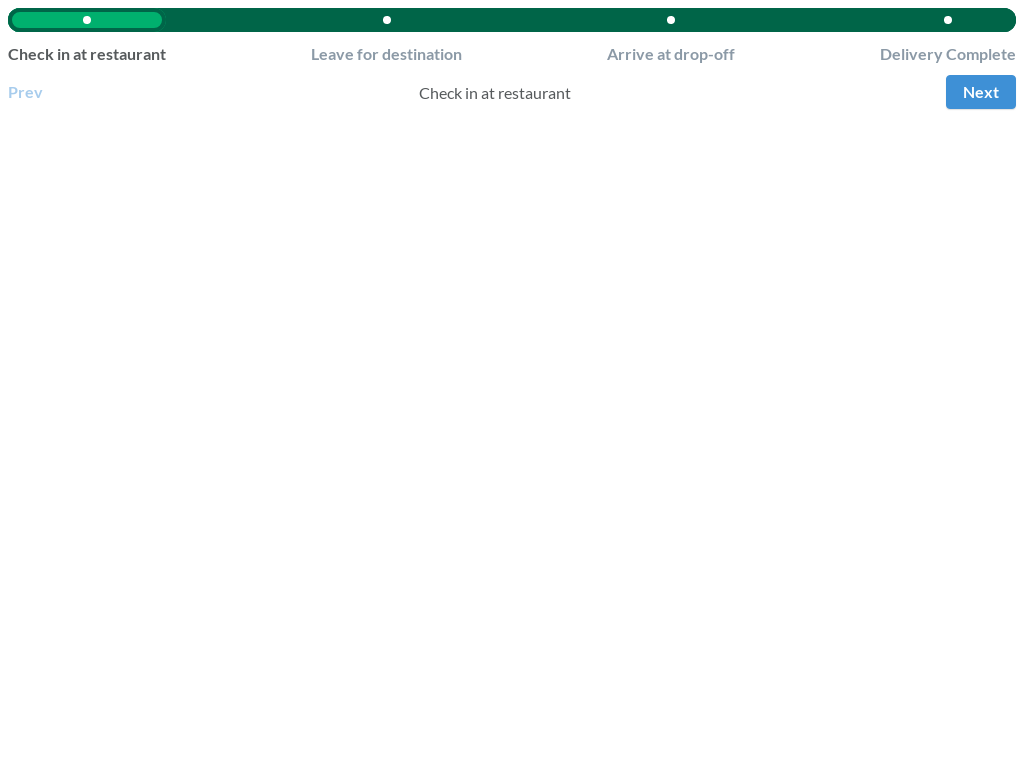 Check in at restaurant
Leave for destination
Arrive at drop-off
Delivery Complete
Prev
Check in at restaurant
Next